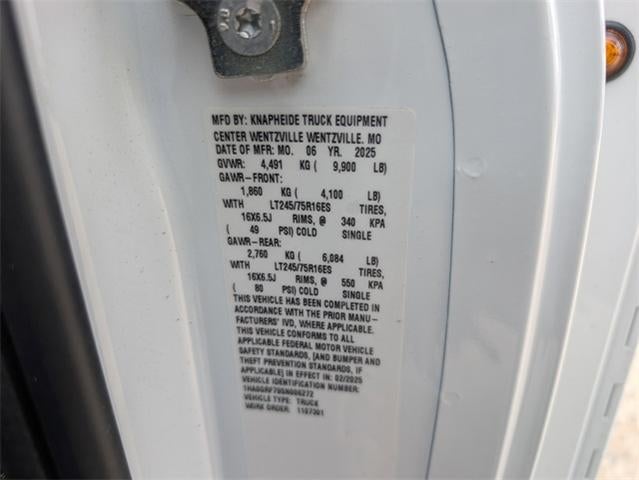 MFD BY: KNAPHEIDE TRUCK EQUIPMENT
CENTER WENTZVILLE WENTZVILLE. MO
DATE OF MFR: MO. 06 YR. 2025
GVWR: 4,491 KG ( 9,900 LB)
GAWR-FRONT:
1,860 KG ( 4,100 LB)
WITH LT245/75R16ES TIRES,
16X6.5J RIMS, @ 340 KPA
( 49 PSI) COLD SINGLE
GAWR-REAR:
2,760 KG ( 6,084 LB)
WITH LT245/75R16ES TIRES,
16X6.5J RIMS, @ 550 KPA
( 80 PSI) COLD SINGLE
THIS VEHICLE HAS BEEN COMPLETED IN
ACCORDANCE WITH THE PRIOR MANU-
FACTURERS' IVD, WHERE APPLICABLE.
THIS VEHICLE CONFORMS TO ALL
APPLICABLE FEDERAL MOTOR VEHICLE
SAFETY STANDARDS, [AND BUMPER AND
THEFT PREVENTION STANDARDS, IF
APPLICABLE] IN EFFECT IN: 02/2025
VEHICLE IDENTIFICATION NUMBER:
VEHICLE TYPE: TRUCK
WORK ORDER: 1107301